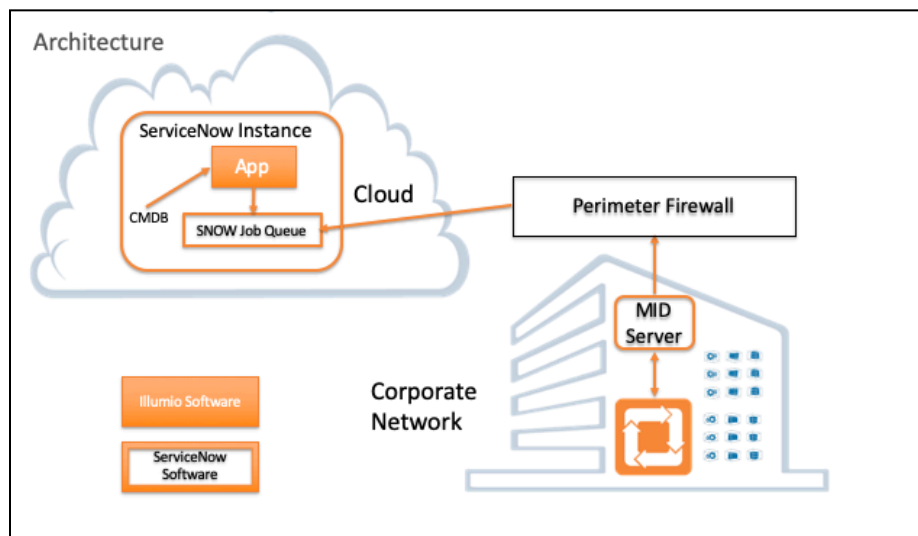 Architecture
ServiceNow Instance
App
CMDB
SNOW Job Queue
Cloud
Perimeter Firewall
MID
Server
Corporate
Network
Illumio Software
ServiceNow
Software